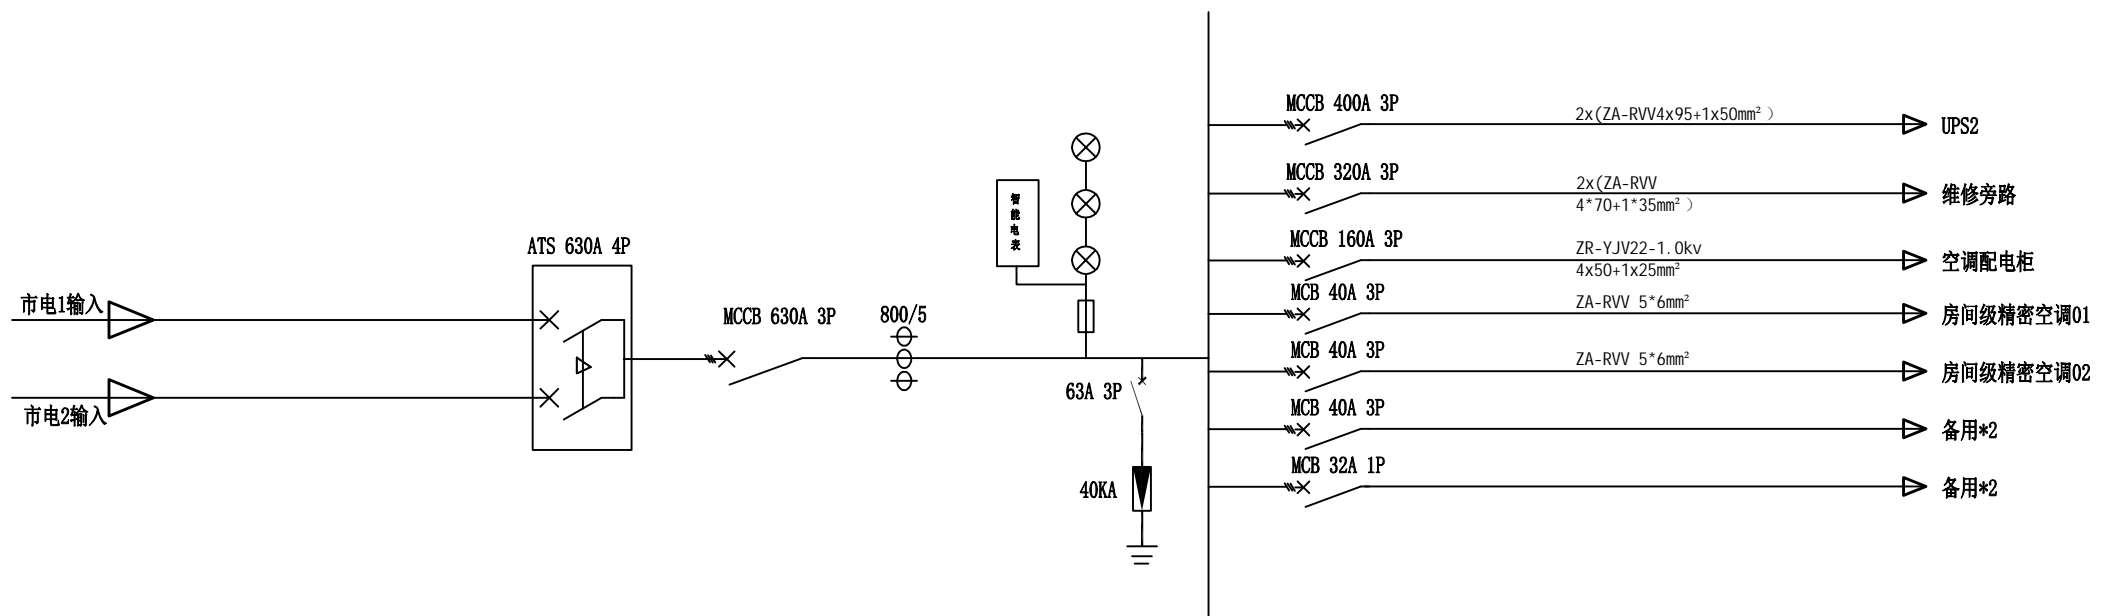 市电1输入
市电2输入
ATS 630A 4P
MCCB 630A 3P
800/5
智能电表
63A 3P
40KA
MCCB 400A 3P
2x(ZA-RVV4x95+1x50mm²）
UPS2
MCCB 320A 3P
2x(ZA-RVV
4*70+1*35mm²）
维修旁路
MCCB 160A 3P
ZR-YJV22-1.0kv
4x50+1x25mm²
空调配电柜
MCB 40A 3P
ZA-RVV 5*6mm²
房间级精密空调01
MCB 40A 3P
ZA-RVV 5*6mm²
房间级精密空调02
MCB 40A 3P
备用*2
MCB 32A 1P
备用*2